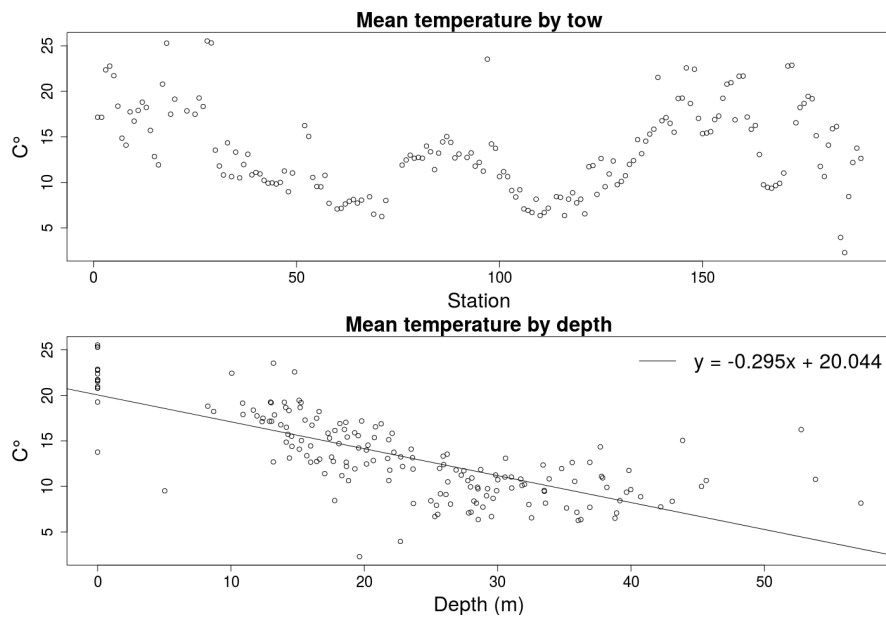 Mean temperature by tow
25
20
15
10
5
C°
0 50 100 150
Station
Mean temperature by depth
25
20
15
10
5
C°
y = -0.295x + 20.044
0 10 20 30 40 50
Depth (m)